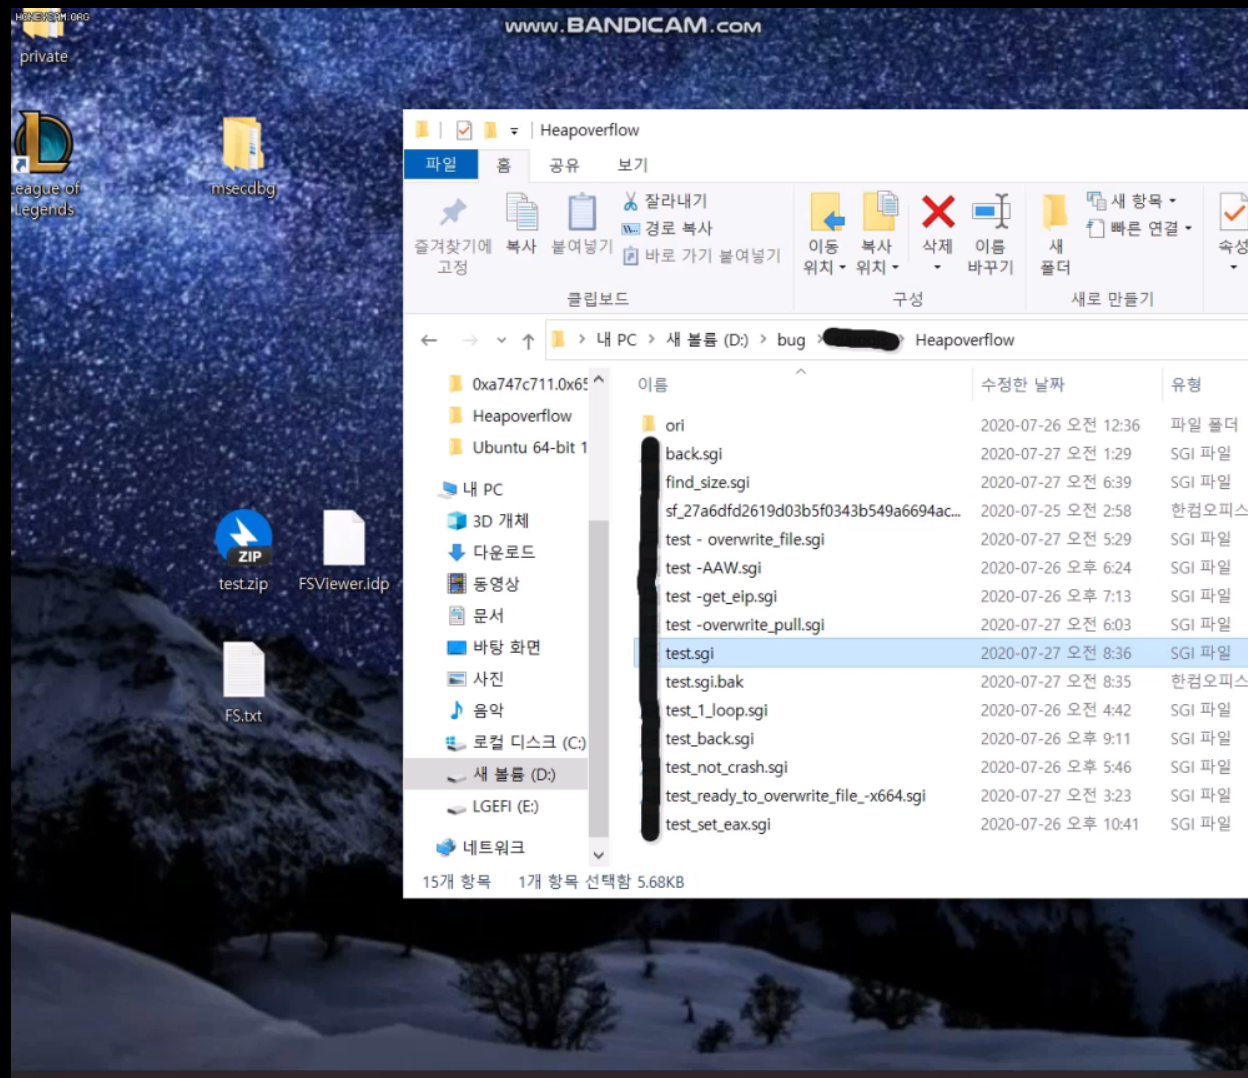 HONEYCAM.ORG
www.BANDICAM.com
private
League of
Legends
msecdbg
ZIP
test.zip
FSViewer.idp
FS.txt
Heapoverflow
파일 홈 공유 보기
즐겨찾기에
고정
복사
붙여넣기
잘라내기
경로 복사
바로 가기 붙여넣기
클립보드
이동
위치
복사
위치
삭제
이름
바꾸기
구성
새
폴더
새 항목
빠른 연결
새로 만들기
속성
내 PC > 새 볼륨 (D:) > bug > Heapoverflow
0xa747c711.0x65
Heapoverflow
Ubuntu 64-bit 1
내 PC
3D 개체
다운로드
동영상
문서
바탕 화면
사진
음악
로컬 디스크 (C:)
새 볼륨 (D:)
LGEFI (E:)
네트워크
이름 수정한 날짜 유형
ori 2020-07-26 오전 12:36 파일 폴더
back.sgi 2020-07-27 오전 1:29 SGI 파일
find_size.sgi 2020-07-27 오전 6:39 SGI 파일
sf_27a6dfd2619d03b5f0343b549a6694ac... 2020-07-25 오전 2:58 한컴오피스
test - overwrite_file.sgi 2020-07-27 오전 5:29 SGI 파일
test -AAW.sgi 2020-07-26 오후 6:24 SGI 파일
test -get_eip.sgi 2020-07-26 오후 7:13 SGI 파일
test -overwrite_pull.sgi 2020-07-27 오전 6:03 SGI 파일
test.sgi 2020-07-27 오전 8:36 SGI 파일
test.sgi.bak 2020-07-27 오전 8:35 한컴오피스
test_1_loop.sgi 2020-07-26 오전 4:42 SGI 파일
test_back.sgi 2020-07-26 오후 9:11 SGI 파일
test_not_crash.sgi 2020-07-26 오후 5:46 SGI 파일
test_ready_to_overwrite_file_-x664.sgi 2020-07-27 오전 3:23 SGI 파일
test_set_eax.sgi 2020-07-26 오후 10:41 SGI 파일
15개 항목 1개 항목 선택함 5.68KB